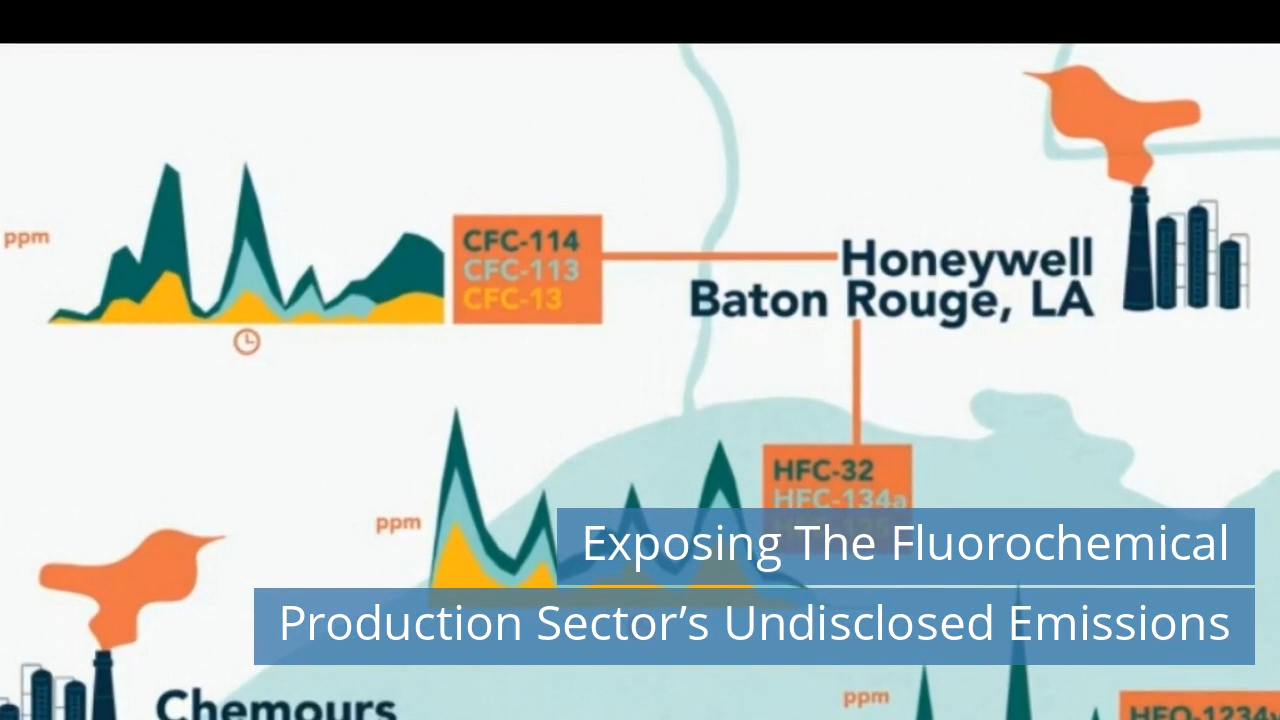 ppm
CFC-114
CFC-113
CFC-13
Honeywell
Baton Rouge, LA
ppm
HFC-32
HFC-134a
Exposing The Fluorochemical
Production Sector’s Undisclosed Emissions
Chemours
ppm